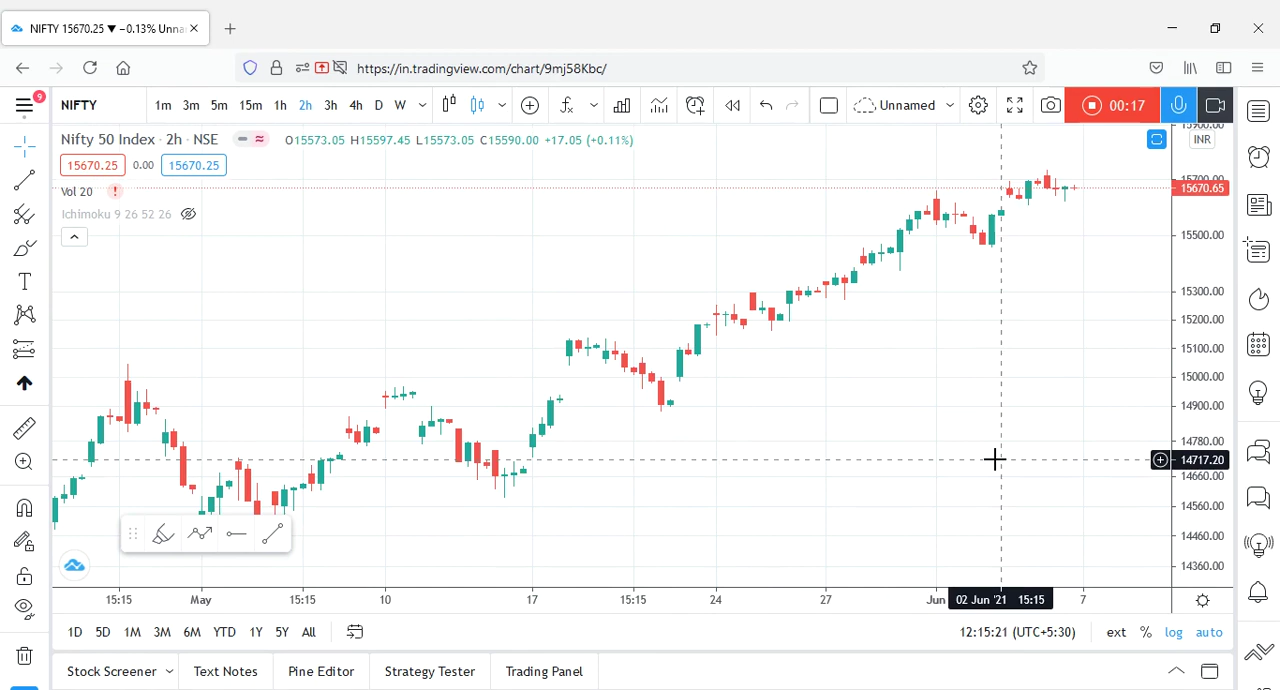 NIFTY 15670.25 ▼ −0.13% Unna
https://in.tradingview.com/chart/9mj58Kbc/
9
NIFTY 1m 3m 5m 15m 1h 2h 3h 4h D W Unnamed 00:17
Nifty 50 Index · 2h · NSE O15573.05 H15597.45 L15573.05 C15590.00 +17.05 (+0.11%)
15670.25 0.00 15670.25
Vol 20 !
Ichimoku 9 26 52 26
15900.00
INR
15700.00
15670.65
15500.00
15300.00
15200.00
15100.00
15000.00
14900.00
14780.00
14717.20
14660.00
14560.00
14460.00
14360.00
15:15 May 15:15 10 17 15:15 24 27 Jun 02 Jun '21 15:15 7
1D 5D 1M 3M 6M YTD 1Y 5Y All 12:15:21 (UTC+5:30) ext % log auto
Stock Screener Text Notes Pine Editor Strategy Tester Trading Panel